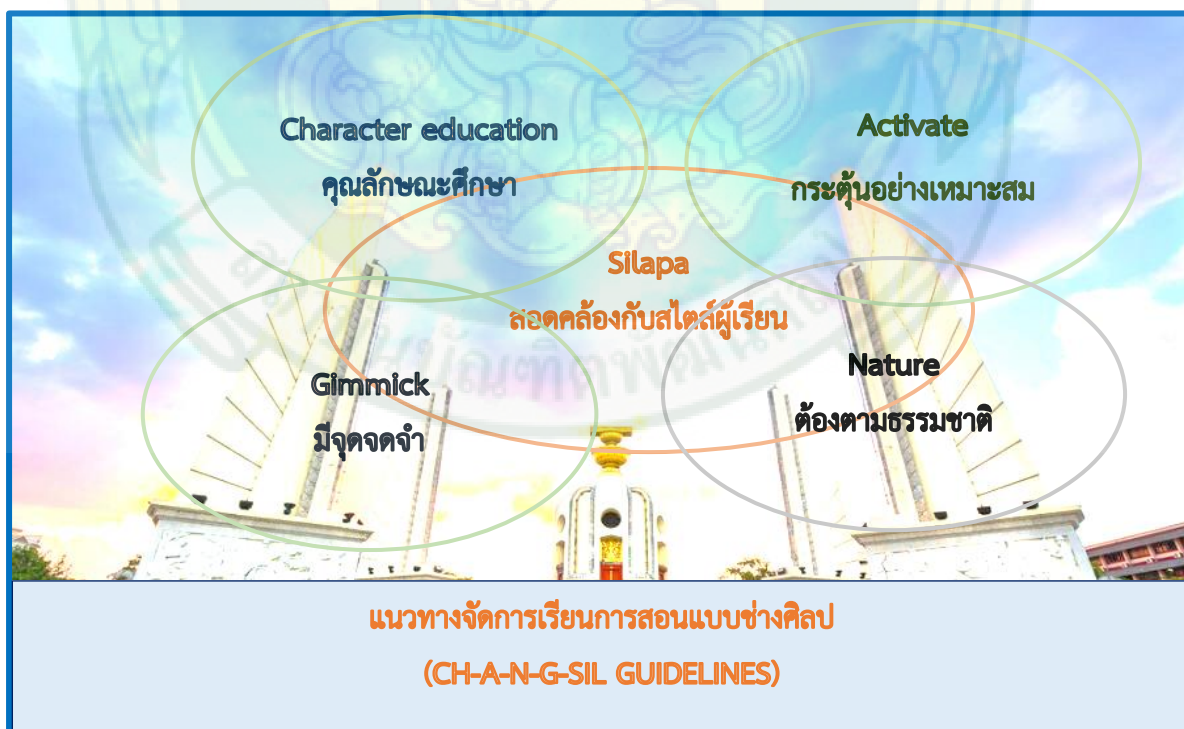 Character education
คุณลักษณะศึกษา
Activate
กระตุ้นอย่างเหมาะสม
Silapa
สอดคล้องกับสไตล์ผู้เรียน
Gimmick
มีจุดจดจำ
Nature
ต้องตามธรรมชาติ
แนวทางจัดการเรียนการสอนแบบช่างศิลป
(CH-A-N-G-SIL GUIDELINES)